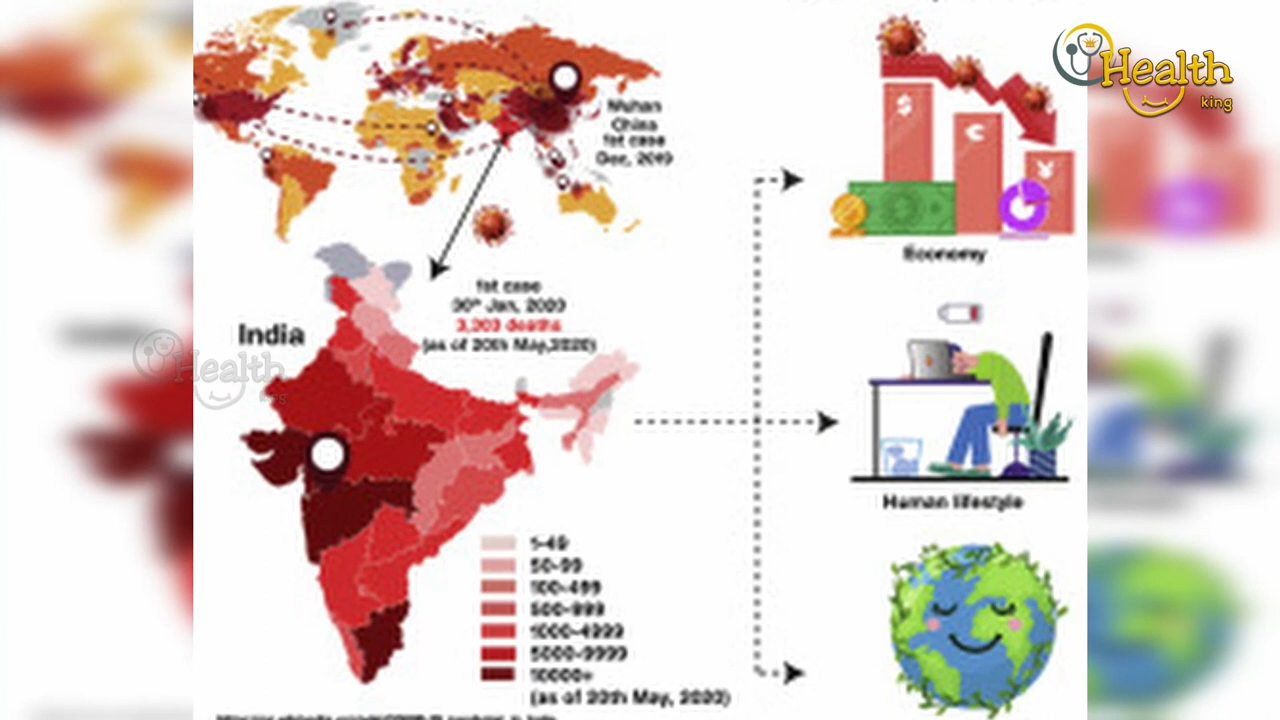 Health
king
Wuhan
China
1st case
Dec, 2019
$
€
¥
Economy
1st case
30th Jan, 2020
3,303 deaths
(as of 20th May,2020)
India
Health
king
Human lifestyle
1-49
50-99
100-499
500-999
1000-4999
5000-9999
10000+
(as of 20th May, 2020)